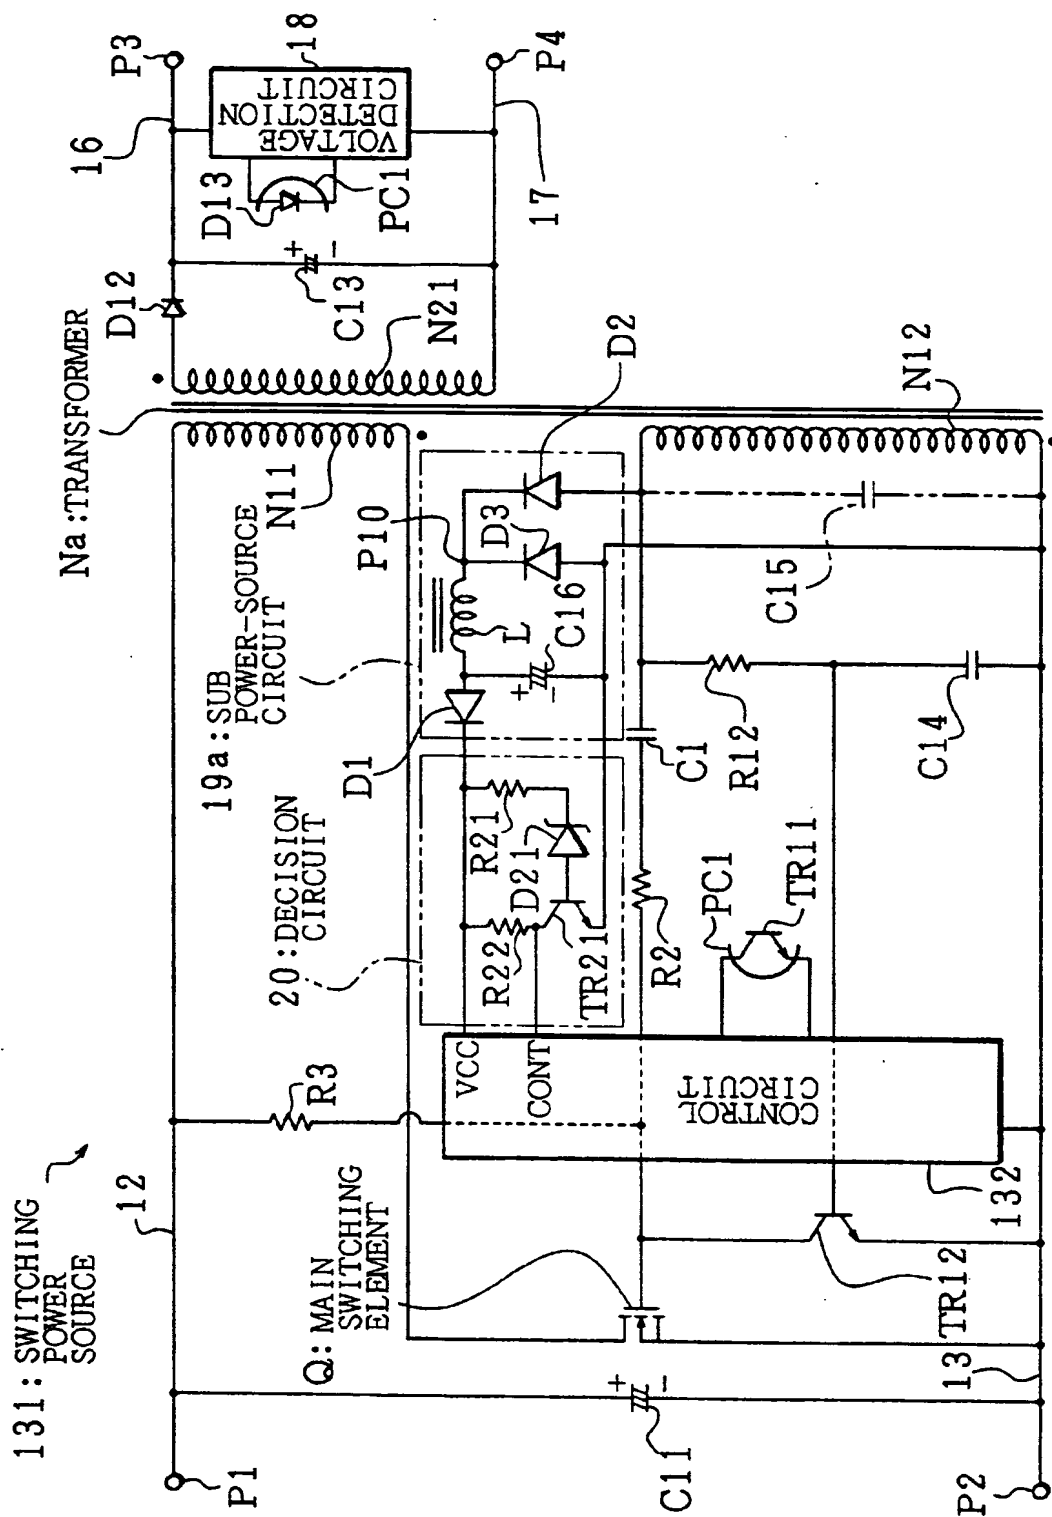 131: SWITCHING
POWER
SOURCE
Na:TRANSFORMER
19a:SUB
POWER-SOURCE
CIRCUIT
20:DECISION
CIRCUIT
Q:MAIN
SWITCHING
ELEMENT
P1
12
R3
N11
D12
16
P3
18
VOLTAGE
DETECTION
CIRCUIT
D13
PC1
+
-
C13
N21
17
P4
P10
D1
L
D3
D2
+
-
C16
R21
R22
D21
TR21
VCC
CONT
CONTROL
CIRCUIT
132
R2
C1
R12
C15
C14
N12
PC1
TR11
TR12
+
-
C11
13
P2